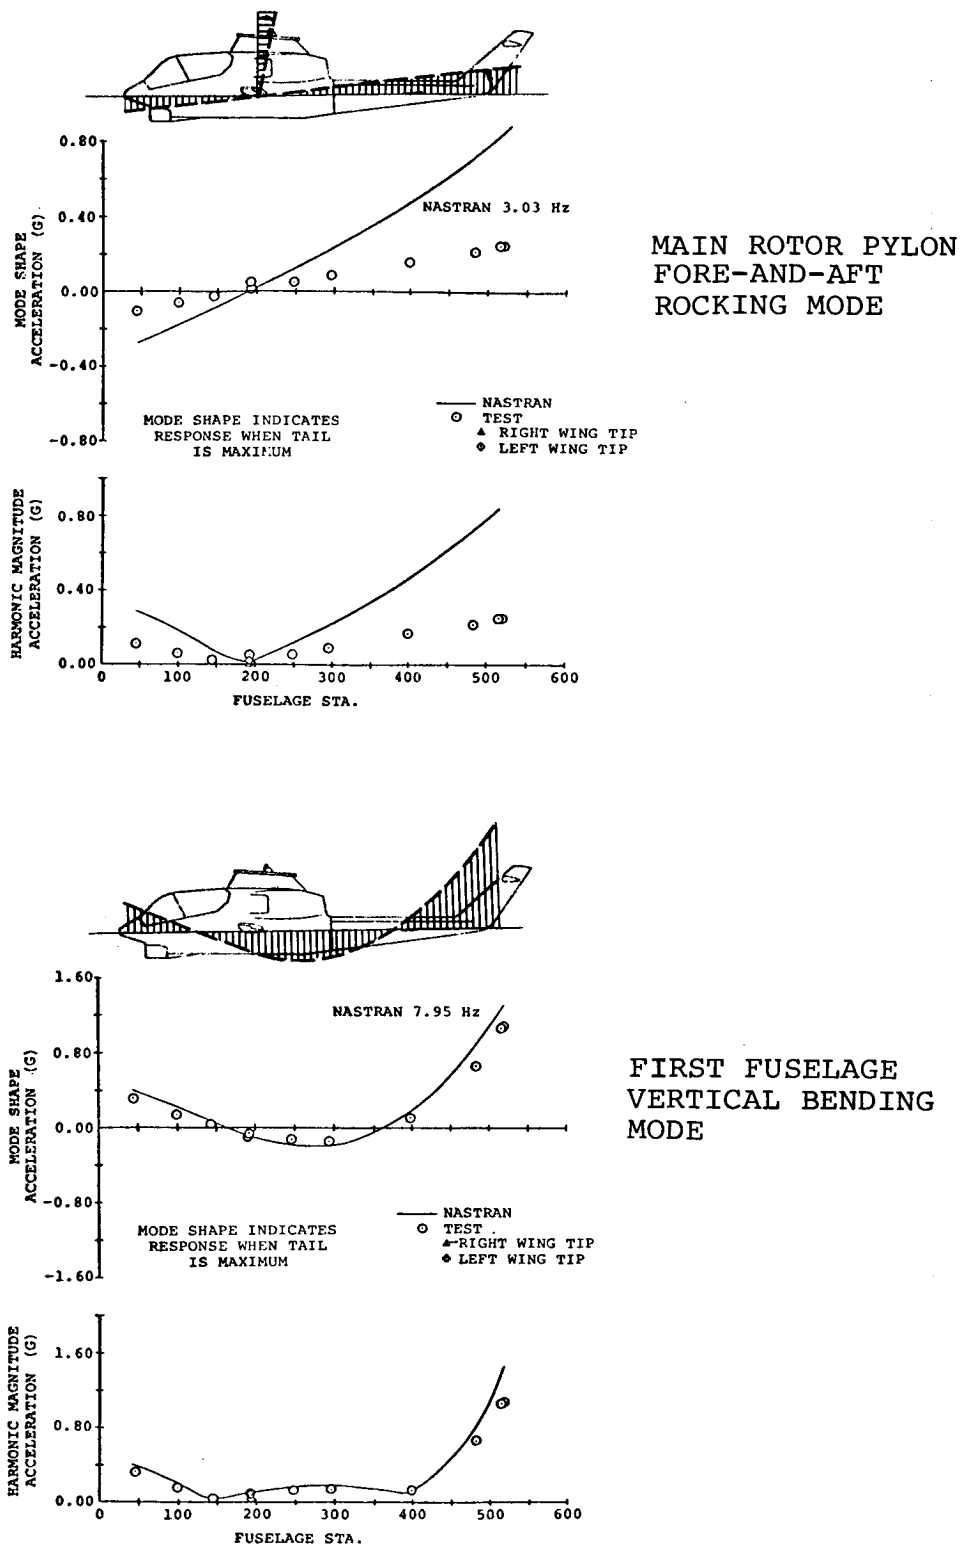 0.80
0.40
0.00
-0.40
-0.80
MODE SHAPE
ACCELERATION (G)
NASTRAN 3.03 Hz
MAIN ROTOR PYLON
FORE-AND-AFT
ROCKING MODE
MODE SHAPE INDICATES
RESPONSE WHEN TAIL
IS MAXIMUM
NASTRAN
TEST
RIGHT WING TIP
LEFT WING TIP
HARMONIC MAGNITUDE
ACCELERATION (G)
0.80
0.40
0.00
0 100 200 300 400 500 600
FUSELAGE STA.
1.60
0.80
0.00
-0.80
-1.60
MODE SHAPE
ACCELERATION (G)
NASTRAN 7.95 Hz
FIRST FUSELAGE
VERTICAL BENDING
MODE
MODE SHAPE INDICATES
RESPONSE WHEN TAIL
IS MAXIMUM
NASTRAN
TEST
RIGHT WING TIP
LEFT WING TIP
HARMONIC MAGNITUDE
ACCELERATION (G)
1.60
0.80
0.00
0 100 200 300 400 500 600
FUSELAGE STA.